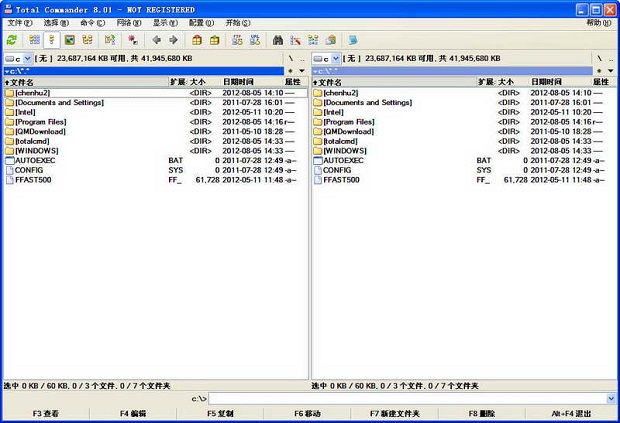 Total Commander 8.01 - NOT REGISTERED
文件(F) 选择(M) 命令(C) 网络(N) 显示(W) 配置(O) 开始(S) 帮助(H)
FTP URL
c [无] 23,687,164 KB 可用, 共 41,945,680 KB \ .. c [无] 23,687,164 KB 可用, 共 41,945,680 KB \ ..
c:\*.* * c:\*.* *
文件名 扩展. 大小 日期时间 属性 文件名 扩展. 大小 日期时间 属性
[chenhu2] <DIR> 2012-08-05 14:10 ---- [chenhu2] <DIR> 2012-08-05 14:10 ----
[Documents and Settings] <DIR> 2011-07-28 16:01 ---- [Documents and Settings] <DIR> 2011-07-28 16:01 ----
[Intel] <DIR> 2012-05-11 10:20 ---- [Intel] <DIR> 2012-05-11 10:20 ----
[Program Files] <DIR> 2012-08-05 14:16 r--- [Program Files] <DIR> 2012-08-05 14:16 r---
[QMDownload] <DIR> 2011-05-10 18:28 ---- [QMDownload] <DIR> 2011-05-10 18:28 ----
[totalcmd] <DIR> 2012-08-05 14:33 ---- [totalcmd] <DIR> 2012-08-05 14:33 ----
[WINDOWS] <DIR> 2012-08-05 14:33 ---- [WINDOWS] <DIR> 2012-08-05 14:33 ----
AUTOEXEC BAT 0 2011-07-28 12:49 -a-- AUTOEXEC BAT 0 2011-07-28 12:49 -a--
CONFIG SYS 0 2011-07-28 12:49 -a-- CONFIG SYS 0 2011-07-28 12:49 -a--
FFAST500 FF_ 61,728 2012-05-11 11:48 -a-- FFAST500 FF_ 61,728 2012-05-11 11:48 -a--
选中 0 KB / 60 KB, 0 / 3 个文件, 0 / 7 个文件夹 选中 0 KB / 60 KB, 0 / 3 个文件, 0 / 7 个文件夹
c:\>
F3 查看 F4 编辑 F5 复制 F6 移动 F7 新建文件夹 F8 删除 Alt+F4 退出